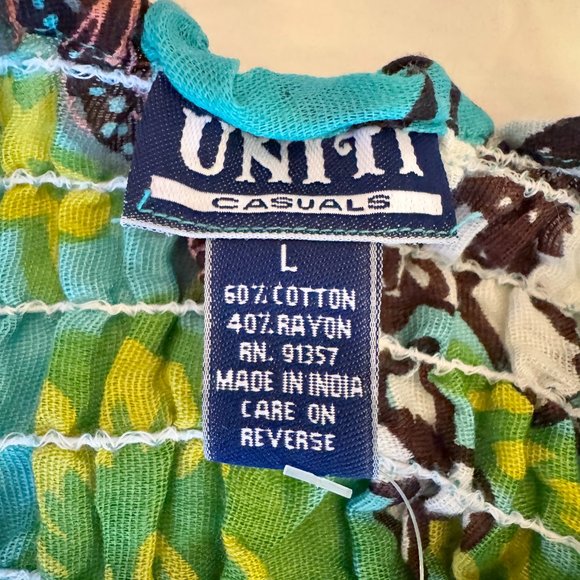 UNITI
CASUALS
L
60% COTTON
40% RAYON
RN. 91357
MADE IN INDIA
CARE ON
REVERSE